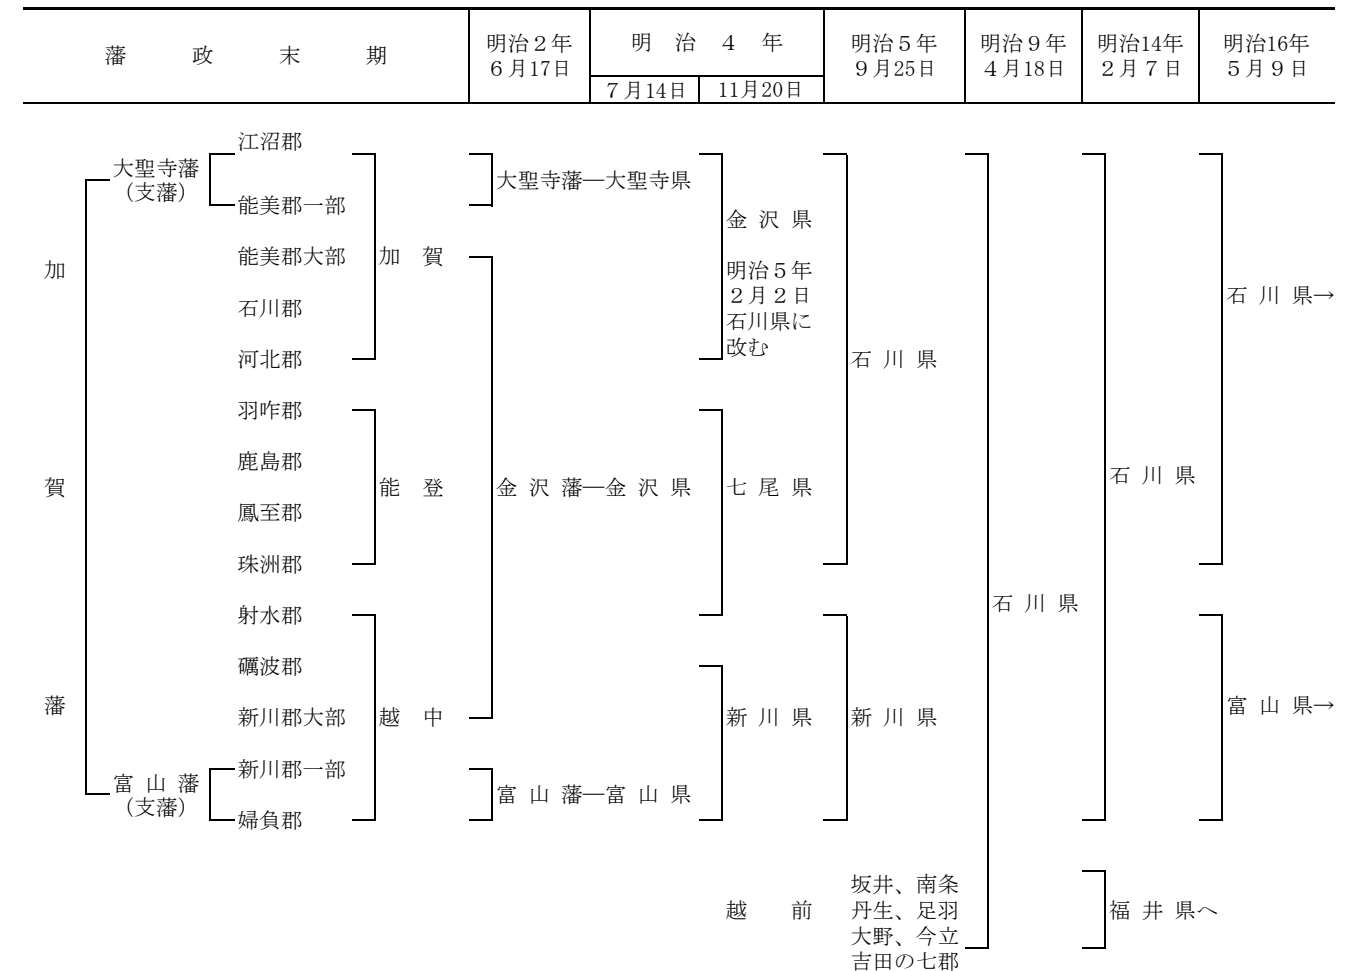 藩政末期
明治２年
６月17日
明治４年
７月14日
11月20日
明治５年
９月25日
明治９年
４月18日
明治14年
２月７日
明治16年
５月９日
加賀藩
大聖寺藩
（支藩）
富山藩
（支藩）
江沼郡
能美郡一部
能美郡大部
石川郡
河北郡
羽咋郡
鹿島郡
鳳至郡
珠洲郡
射水郡
礪波郡
新川郡大部
新川郡一部
婦負郡
加賀
能登
越中
大聖寺藩―大聖寺県
金沢藩―金沢県
富山藩―富山県
金沢県
明治５年
２月２日
石川県に
改む
七尾県
新川県
越前
石川県
新川県
坂井、南条
丹生、足羽
大野、今立
吉田の七郡
石川県
石川県
福井県へ
石川県→
富山県→